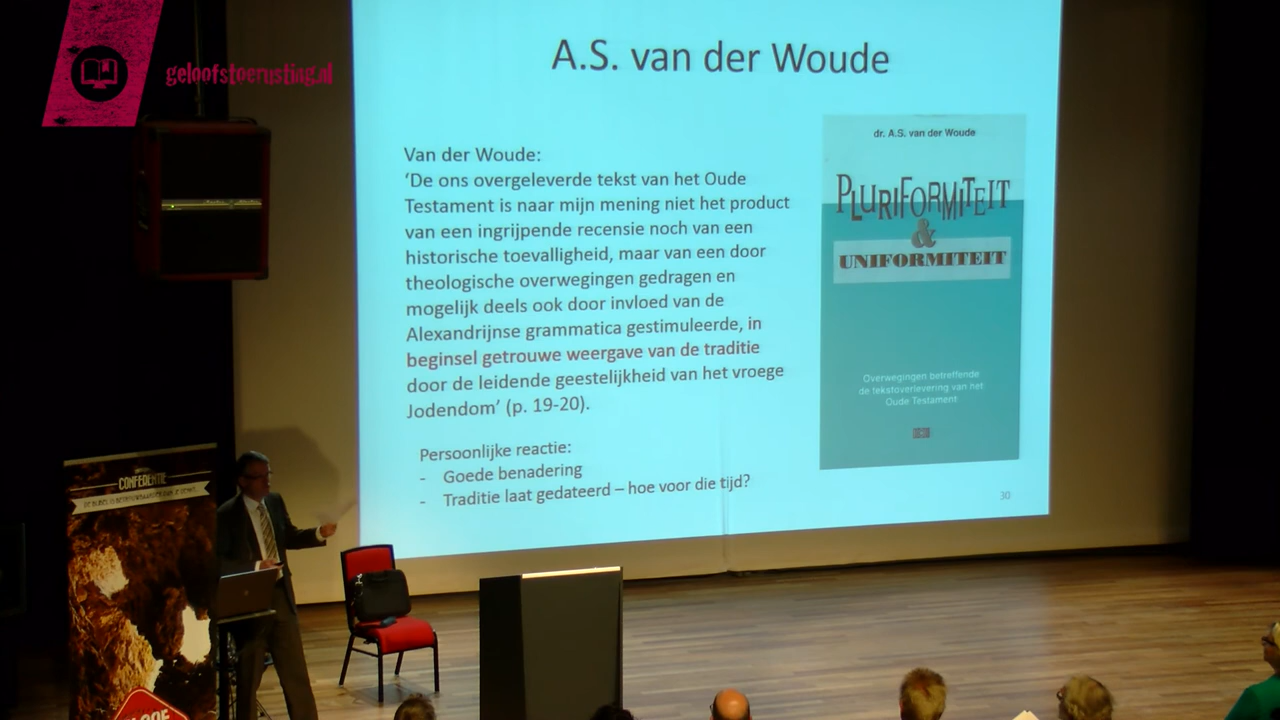 geloofstoerusting.nl
A.S. van der Woude
Van der Woude:
‘De ons overgeleverde tekst van het Oude
Testament is naar mijn mening niet het product
van een ingrijpende recensie noch van een
historische toevalligheid, maar van een door
theologische overwegingen gedragen en
mogelijk deels ook door invloed van de
Alexandrijnse grammatica gestimuleerde, in
beginsel getrouwe weergave van de traditie
door de leidende geestelijkheid van het vroege
Jodendom’ (p. 19-20).
Persoonlijke reactie:
- Goede benadering
- Traditie laat gedateerd – hoe voor die tijd?
dr. A.S. van der Woude
PLURIFORMITEIT
&
UNIFORMITEIT
Overwegingen betreffende
de tekstoverlevering van het
Oude Testament
30
CONFERENTIE